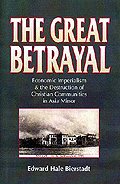 THE GREAT
BETRAYAL
Economic Imperialism
& the Destruction of
Christian Communities
in Asia Minor
Edward Hale Bierstadt